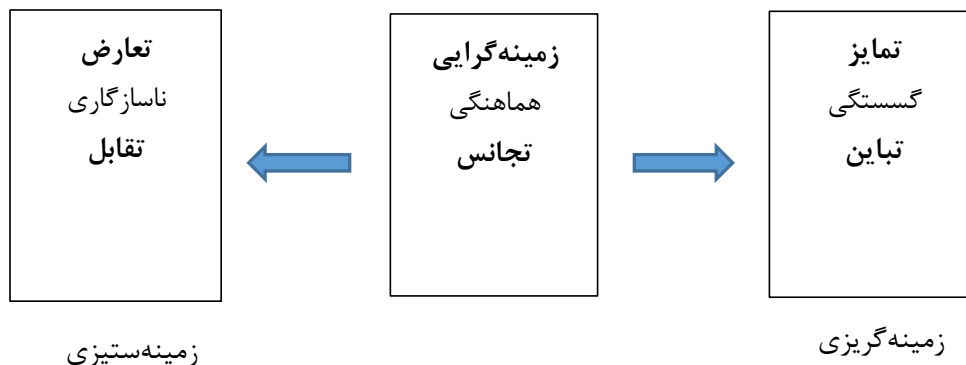 تمایز
گسستگی
تباین
زمینه‌گریزی
زمینه‌گرایی
هماهنگی
تجانس
تعارض
ناسازگاری
تقابل
زمینه‌ستیزی